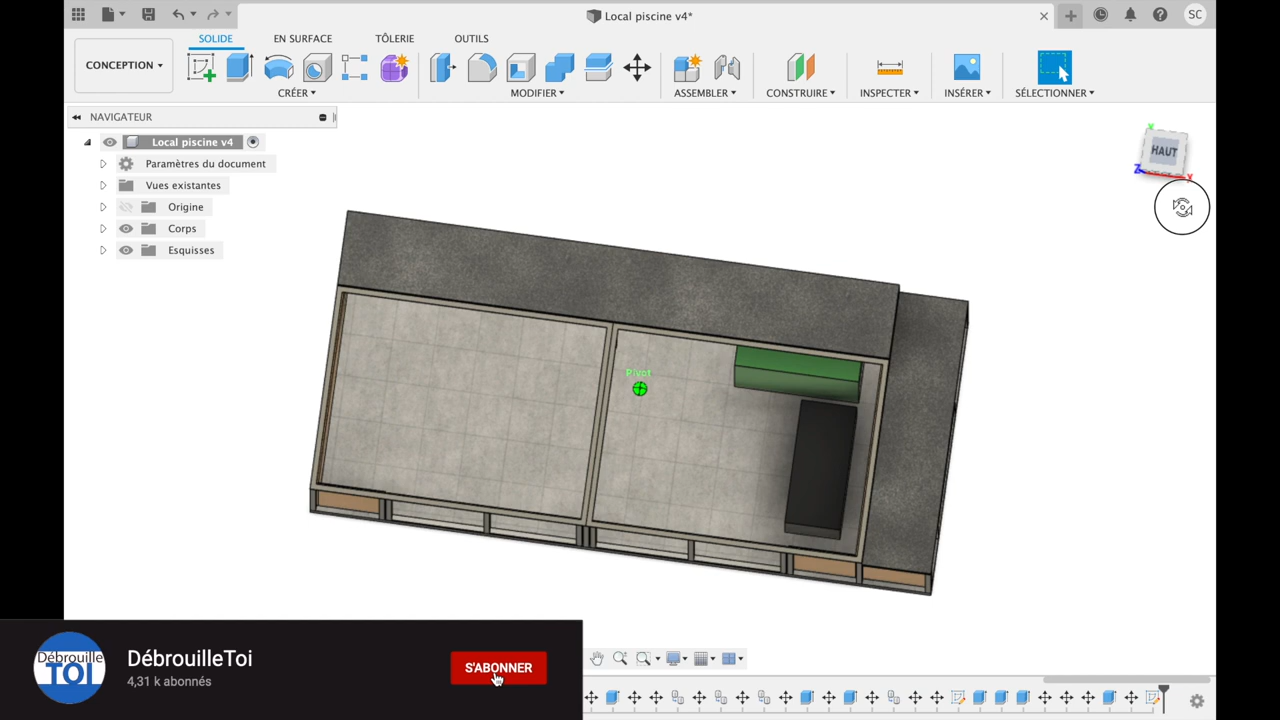 Local piscine v4*
SC
SOLIDE
EN SURFACE
TÔLERIE
OUTILS
CONCEPTION
CRÉER
MODIFIER
ASSEMBLER
CONSTRUIRE
INSPECTER
INSÉRER
SÉLECTIONNER
NAVIGATEUR
Local piscine v4
Paramètres du document
Vues existantes
Origine
Corps
Esquisses
Y
HAUT
Z
Pivot
Débrouille
TOI
DébrouilleToi
4,31 k abonnés
S'ABONNER